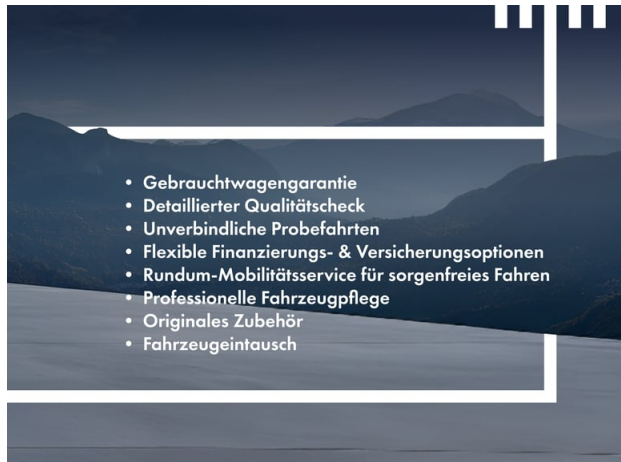 • Gebrauchtwagengarantie
• Detaillierter Qualitätscheck
• Unverbindliche Probefahrten
• Flexible Finanzierungs- & Versicherungsoptionen
• Rundum-Mobilitätsservice für sorgenfreies Fahren
• Professionelle Fahrzeugpflege
• Originales Zubehör
• Fahrzeugeintausch